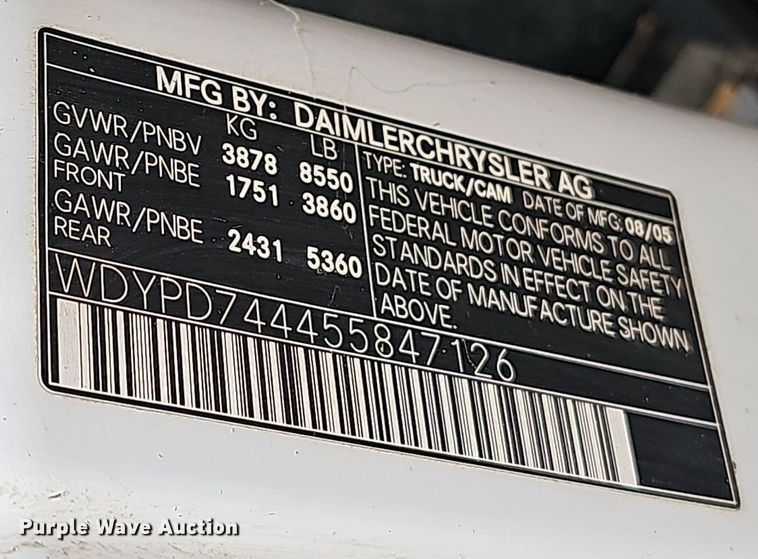 MFG BY: DAIMLERCHRYSLER AG
KG LB
GVWR/PNBV 3878 8550
GAWR/PNBE 1751 3860
FRONT
GAWR/PNBE 2431 5360
REAR
TYPE: TRUCK/CAM DATE OF MFG: 08/05
THIS VEHICLE CONFORMS TO ALL
FEDERAL MOTOR VEHICLE SAFETY
STANDARDS IN EFFECT ON THE
DATE OF MANUFACTURE SHOWN
ABOVE.
WDYPD744455847126
Purple Wave Auction